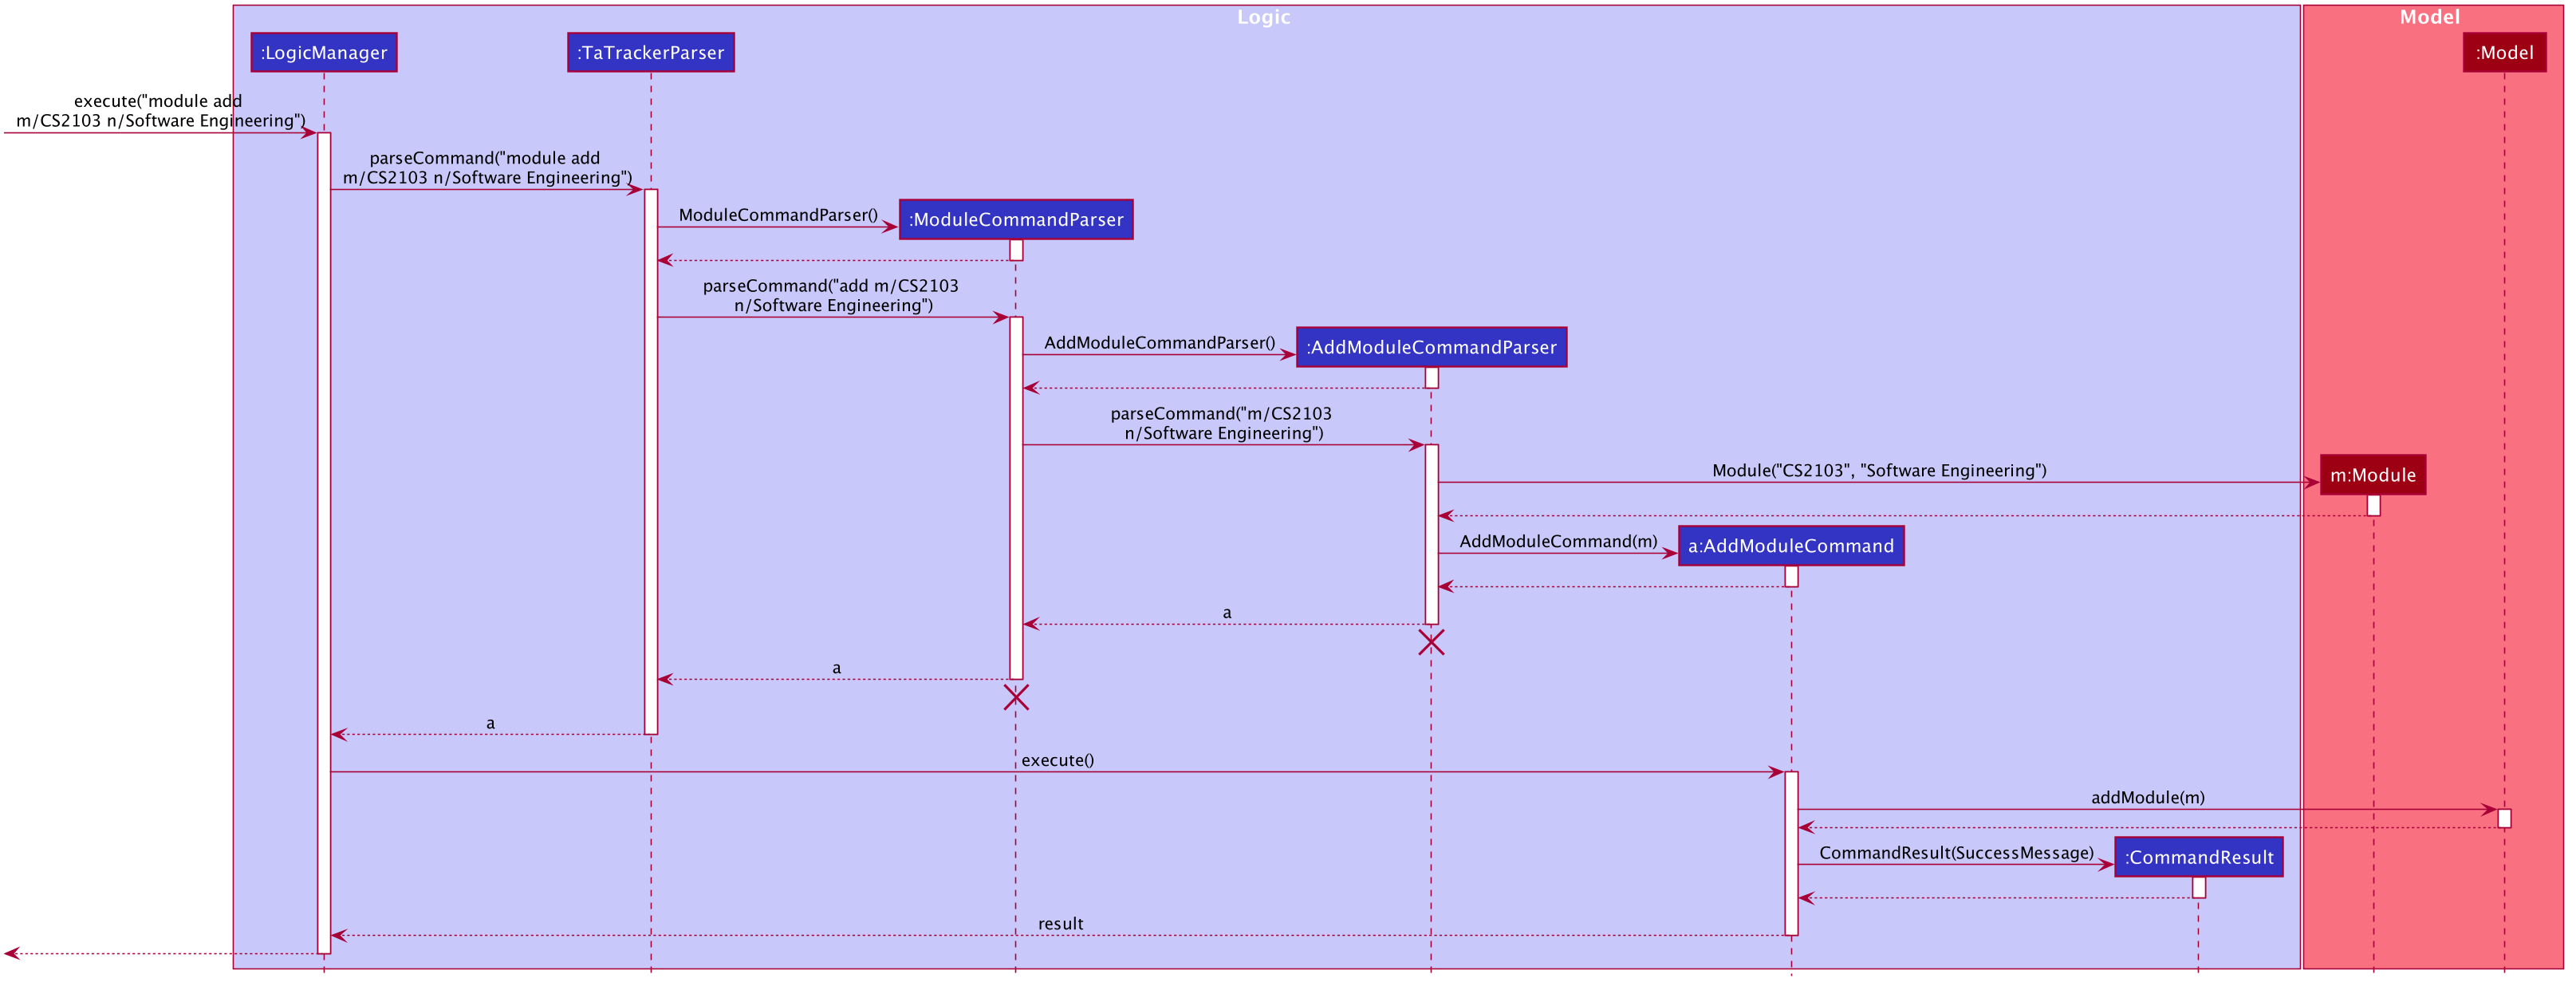 Logic
Model
:LogicManager
:TaTrackerParser
:Model
execute("module add
m/CS2103 n/Software Engineering")
parseCommand("module add
m/CS2103 n/Software Engineering")
ModuleCommandParser()
:ModuleCommandParser
parseCommand("add m/CS2103
n/Software Engineering")
AddModuleCommandParser()
:AddModuleCommandParser
parseCommand("m/CS2103
n/Software Engineering")
Module("CS2103", "Software Engineering")
m:Module
AddModuleCommand(m)
a:AddModuleCommand
a
a
a
execute()
addModule(m)
CommandResult(SuccessMessage)
:CommandResult
result